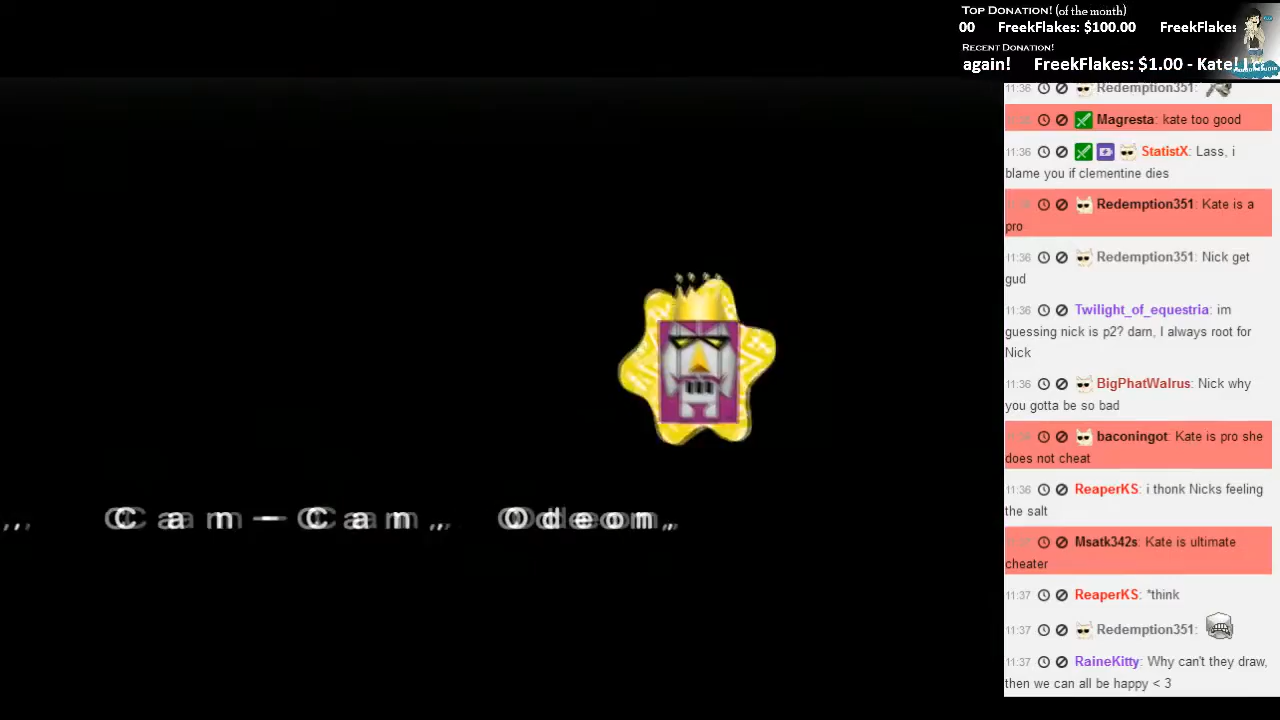 TOP DONATION! (of the month)
00 FreekFlakes: $100.00 FreekFlakes
RECENT DONATION!
again! FreekFlakes: $1.00 - Kate!
11:36 Redemption351:
Magresta: kate too good
11:36 StatistX: Lass, i
blame you if clementine dies
Redemption351: Kate is a
pro
11:36 Redemption351: Nick get
gud
11:36 Twilight_of_equestria: im
guessing nick is p2? darn, I always root for
Nick
11:36 BigPhatWalrus: Nick why
you gotta be so bad
baconingot: Kate is pro she
does not cheat
11:36 ReaperKS: i thonk Nicks feeling
the salt
Msatk342s: Kate is ultimate
cheater
11:37 ReaperKS: *think
11:37 Redemption351:
11:37 RaineKitty: Why can't they draw,
then we can all be happy < 3
Cam-Cam, Odeom,